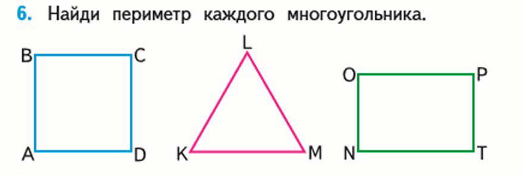 6. Найди периметр каждого многоугольника.
L
B C
O P
A D K M N T